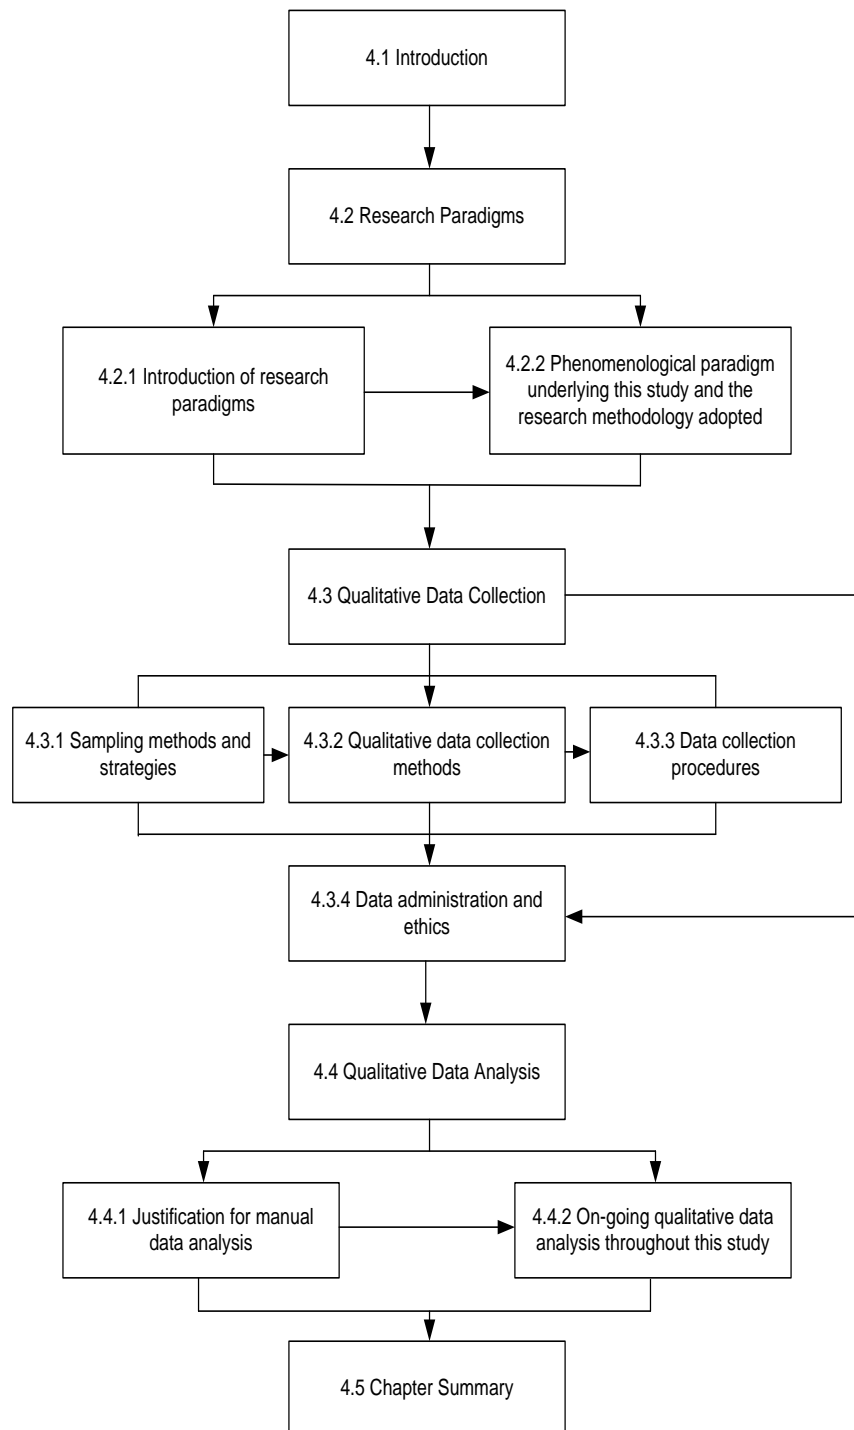 4.1 Introduction
4.2 Research Paradigms
4.2.1 Introduction of research
paradigms
4.2.2 Phenomenological paradigm
underlying this study and the
research methodology adopted
4.3 Qualitative Data Collection
4.3.1 Sampling methods and
strategies
4.3.2 Qualitative data collection
methods
4.3.3 Data collection
procedures
4.3.4 Data administration and
ethics
4.4 Qualitative Data Analysis
4.4.1 Justification for manual
data analysis
4.4.2 On-going qualitative data
analysis throughout this study
4.5 Chapter Summary